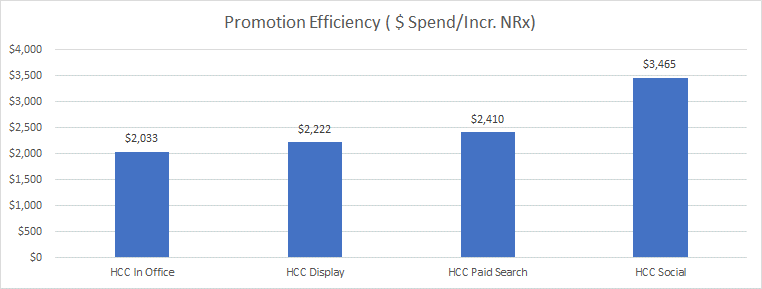 Promotion Efficiency ( $ Spend/Incr. NRx)
$4,000
$3,500
$3,000
$2,500
$2,000
$1,500
$1,000
$500
$0
$2,033
$2,222
$2,410
$3,465
HCC In Office
HCC Display
HCC Paid Search
HCC Social